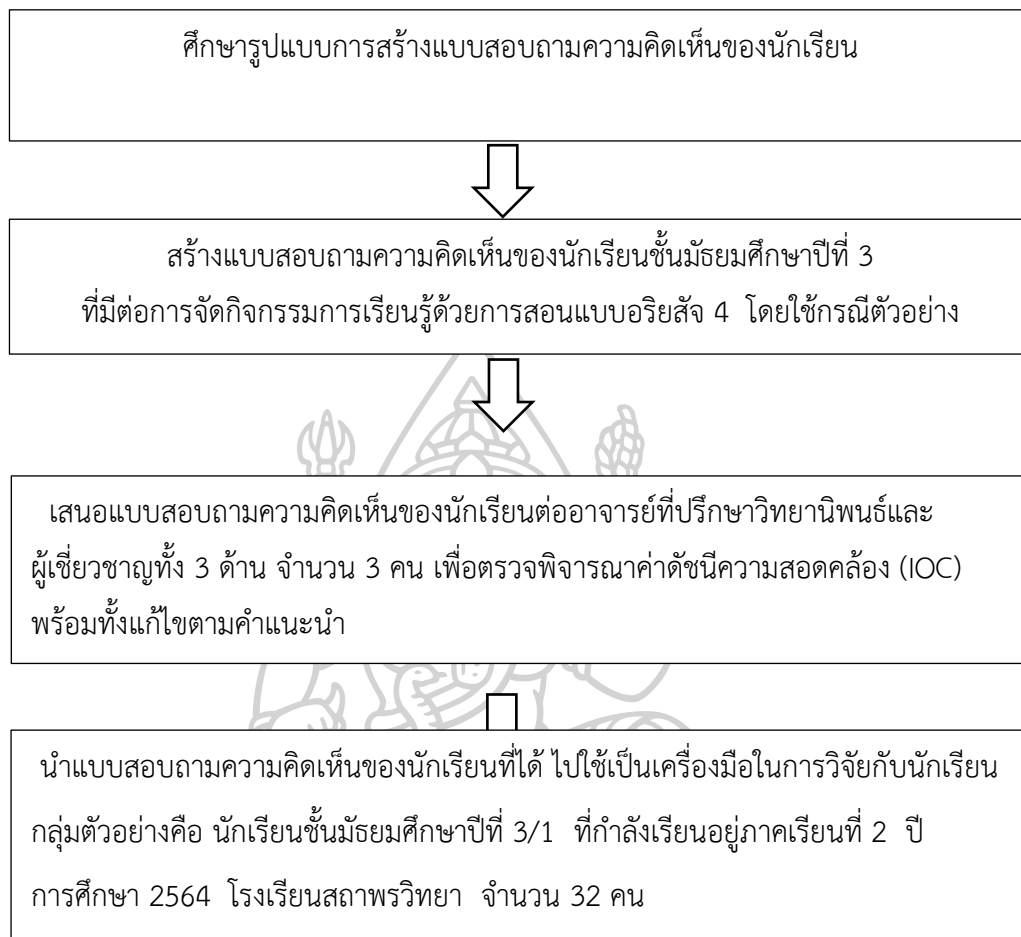 ศึกษารูปแบบการสร้างแบบสอบถามความคิดเห็นของนักเรียน
สร้างแบบสอบถามความคิดเห็นของนักเรียนชั้นมัธยมศึกษาปีที่ 3
ที่มีต่อการจัดกิจกรรมการเรียนรู้ด้วยการสอนแบบอริยสัจ 4 โดยใช้กรณีตัวอย่าง
เสนอแบบสอบถามความคิดเห็นของนักเรียนต่ออาจารย์ที่ปรึกษาวิทยานิพนธ์และ
ผู้เชี่ยวชาญทั้ง 3 ด้าน จำนวน 3 คน เพื่อตรวจพิจารณาค่าดัชนีความสอดคล้อง (IOC)
พร้อมทั้งแก้ไขตามคำแนะนำ
นำแบบสอบถามความคิดเห็นของนักเรียนที่ได้ ไปใช้เป็นเครื่องมือในการวิจัยกับนักเรียน
กลุ่มตัวอย่างคือ นักเรียนชั้นมัธยมศึกษาปีที่ 3/1 ที่กำลังเรียนอยู่ภาคเรียนที่ 2 ปี
การศึกษา 2564 โรงเรียนสถาพรวิทยา จำนวน 32 คน